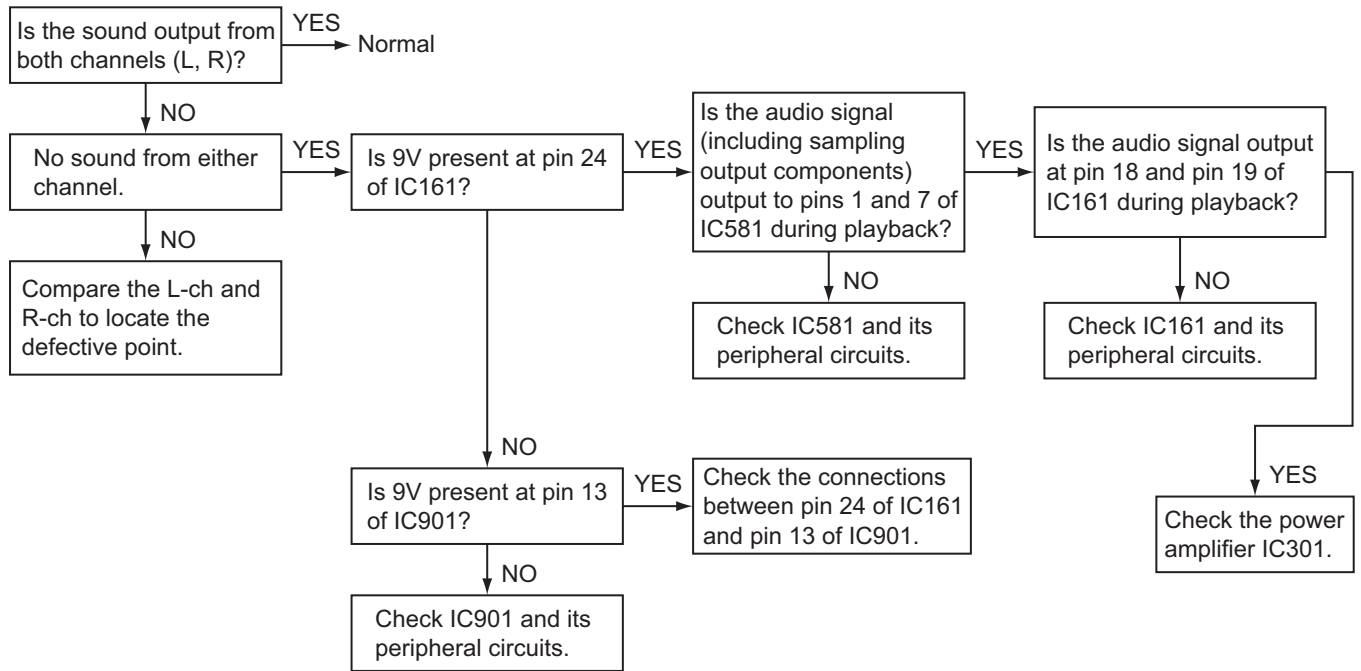 Is the sound output from
both channels (L, R)?
YES
Normal
NO
No sound from either
channel.
YES
Is 9V present at pin 24
of IC161?
YES
Is the audio signal
(including sampling
output components)
output to pins 1 and 7 of
IC581 during playback?
YES
Is the audio signal output
at pin 18 and pin 19 of
IC161 during playback?
NO
Compare the L-ch and
R-ch to locate the
defective point.
NO
Check IC581 and its
peripheral circuits.
NO
Check IC161 and its
peripheral circuits.
NO
Is 9V present at pin 13
of IC901?
YES
Check the connections
between pin 24 of IC161
and pin 13 of IC901.
YES
Check the power
amplifier IC301.
NO
Check IC901 and its
peripheral circuits.